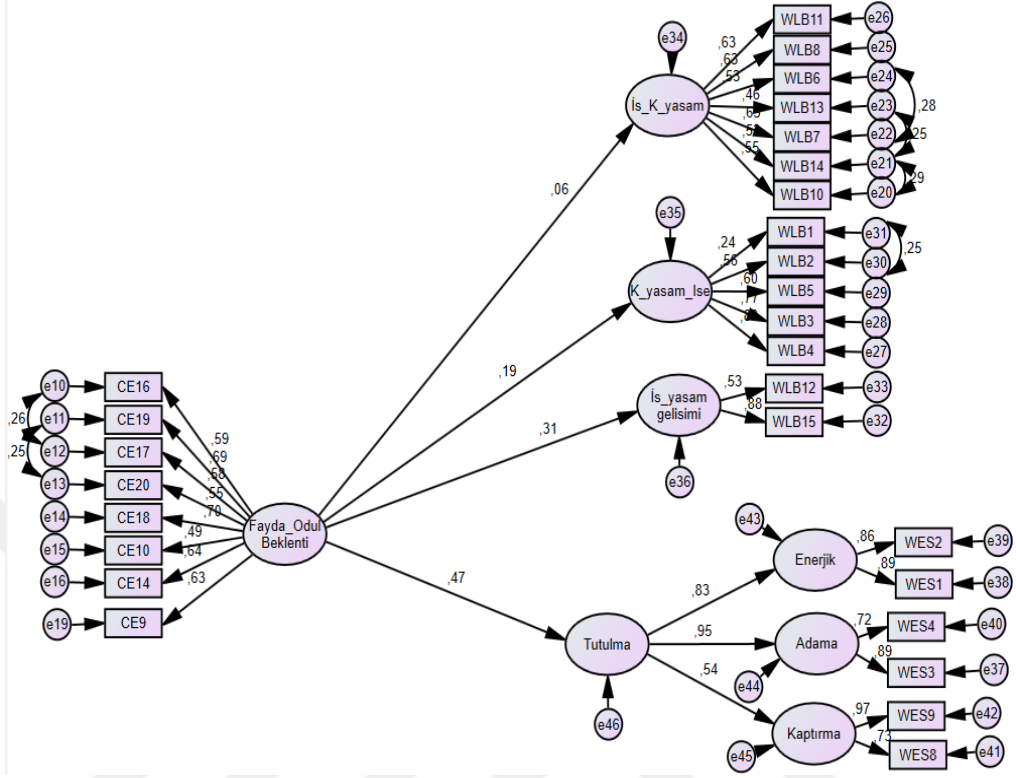 WLB11
e26
e34
,63
WLB8
e25
,63
WLB6
e24
,53
İs_K_yasam
,46
WLB13
e23
,28
WLB7
e22
,25
WLB14
e21
,55
WLB10
e20
,29
,06
e35
WLB1
e31
,24
WLB2
e30
,25
,56
K_yasam_Ise
,60
WLB5
e29
,77
WLB3
e28
WLB4
e27
,19
e10
CE16
İs_yasam
gelisimi
,53
WLB12
e33
,88
WLB15
e32
,26
e11
CE19
,31
,59
e36
,25
e12
CE17
,69
,58
e13
CE20
,55
e14
CE18
,70
Fayda_Odul
Beklenti
,49
e15
CE10
,64
e16
CE14
,63
e19
CE9
,47
e43
,86
WES2
e39
Enerjik
,89
WES1
e38
,83
Tutulma
,95
Adama
,72
WES4
e40
,89
WES3
e37
,54
e44
e46
Kaptırma
,97
WES9
e42
,73
WES8
e41
e45